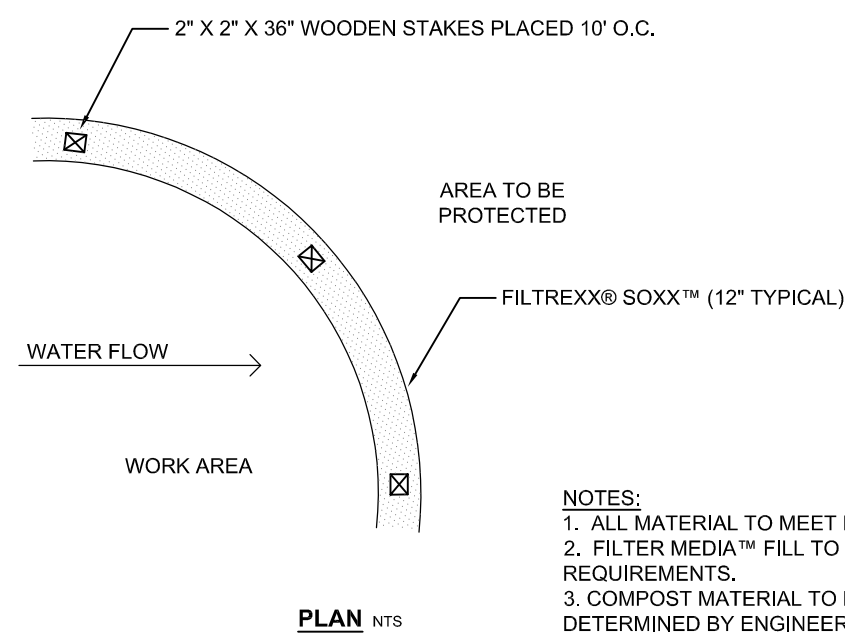 2" X 2" X 36" WOODEN STAKES PLACED 10' O.C.
AREA TO BE
PROTECTED
FILTREXX® SOXX™ (12" TYPICAL)
WATER FLOW
WORK AREA
PLAN NTS
NOTES:
1. ALL MATERIAL TO MEET
2. FILTER MEDIA™ FILL TO
REQUIREMENTS.
3. COMPOST MATERIAL TO
DETERMINED BY ENGINEER